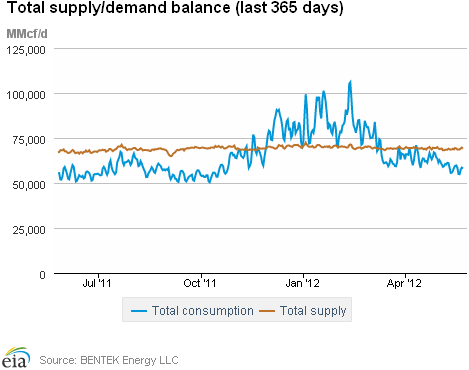 Total supply/demand balance (last 365 days)
MMcf/d
125,000
100,000
75,000
50,000
25,000
0
Jul '11 Oct '11 Jan '12 Apr '12
Total consumption Total supply
eia Source: BENTEK Energy LLC